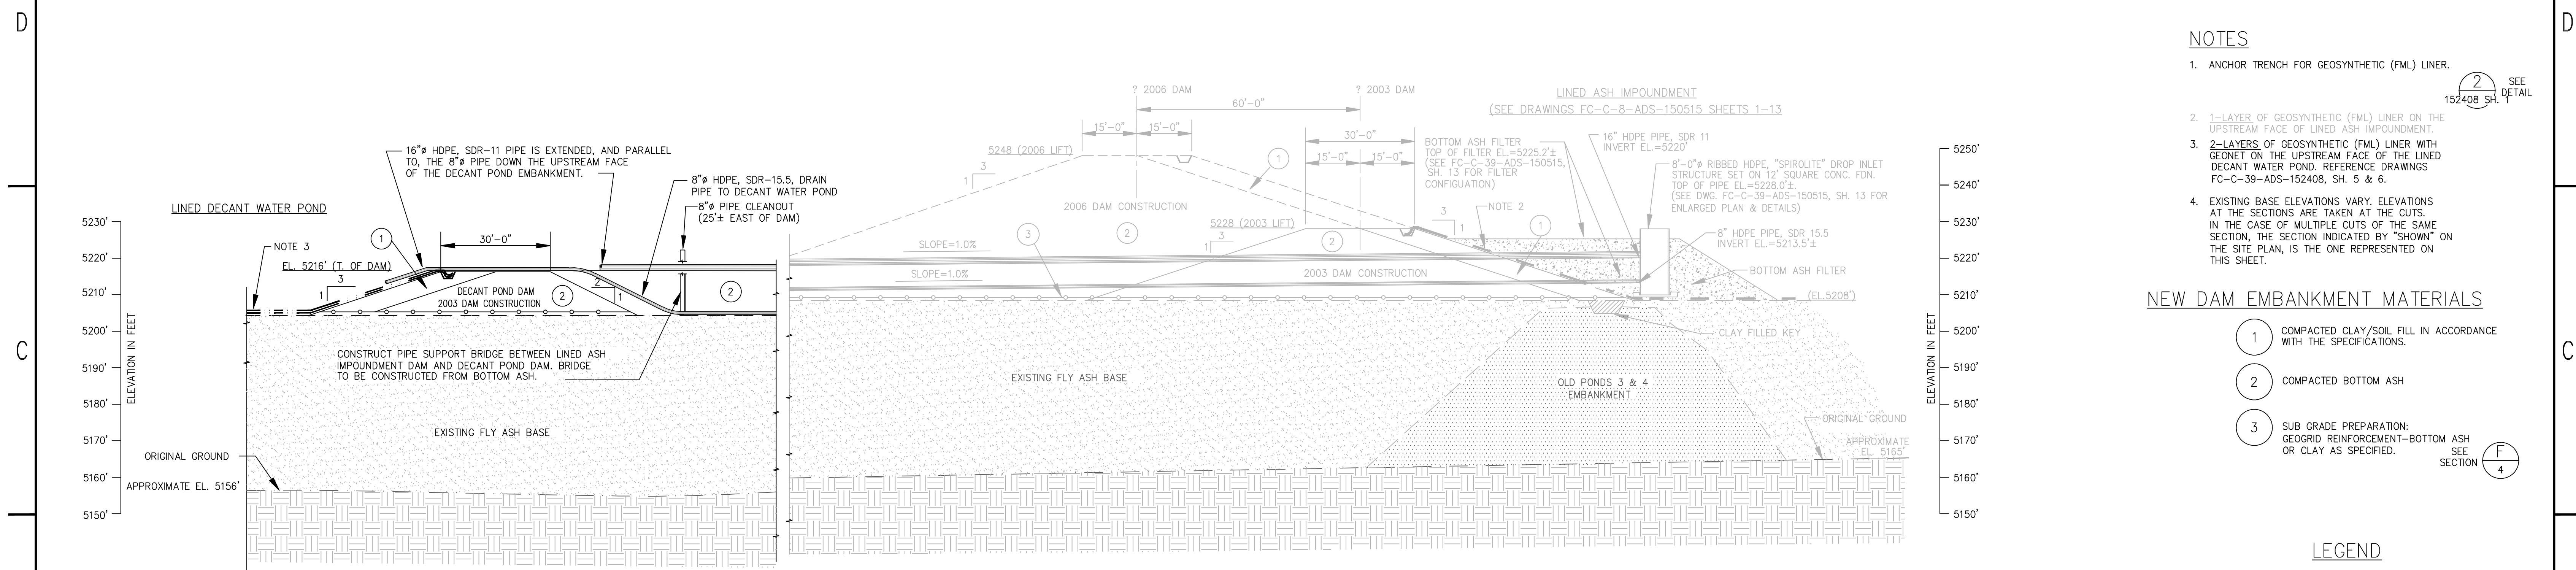 D
D
C
C
LINED DECANT WATER POND
16"ø HDPE, SDR-11 PIPE IS EXTENDED, AND PARALLEL
TO, THE 8"ø PIPE DOWN THE UPSTREAM FACE
OF THE DECANT POND EMBANKMENT.
8"ø HDPE, SDR-15.5, DRAIN
PIPE TO DECANT WATER POND
8"ø PIPE CLEANOUT
(25'± EAST OF DAM)
5230'
5220'
5210'
5200'
5190'
5180'
5170'
5160'
5150'
ELEVATION IN FEET
NOTE 3
1
30'-0"
EL. 5216' (T. OF DAM)
3
1
DECANT POND DAM
2003 DAM CONSTRUCTION
2
2
1
2
CONSTRUCT PIPE SUPPORT BRIDGE BETWEEN LINED ASH
IMPOUNDMENT DAM AND DECANT POND DAM. BRIDGE
TO BE CONSTRUCTED FROM BOTTOM ASH.
EXISTING FLY ASH BASE
ORIGINAL GROUND
APPROXIMATE EL. 5156'
? 2006 DAM
? 2003 DAM
60'-0"
15'-0"
15'-0"
30'-0"
15'-0"
15'-0"
5248 (2006 LIFT)
3
1
1
2006 DAM CONSTRUCTION
2
3
5228 (2003 LIFT)
3
1
2
SLOPE=1.0%
SLOPE=1.0%
2003 DAM CONSTRUCTION
LINED ASH IMPOUNDMENT
(SEE DRAWINGS FC-C-8-ADS-150515 SHEETS 1-13
BOTTOM ASH FILTER
TOP OF FILTER EL.=5225.2'±
(SEE FC-C-39-ADS-150515,
SH. 13 FOR FILTER
CONFIGUATION)
16" HDPE PIPE, SDR 11
INVERT EL.=5220'
8'-0"ø RIBBED HDPE, "SPIROLITE" DROP INLET
STRUCTURE SET ON 12' SQUARE CONC. FDN.
TOP OF PIPE EL.=5228.0'±.
(SEE DWG. FC-C-39-ADS-150515, SH. 13 FOR
ENLARGED PLAN & DETAILS)
3
1
NOTE 2
1
8" HDPE PIPE, SDR 15.5
INVERT EL.=5213.5'±
BOTTOM ASH FILTER
(EL.5208')
CLAY FILLED KEY
EXISTING FLY ASH BASE
OLD PONDS 3 & 4
EMBANKMENT
ORIGINAL GROUND
APPROXIMATE
EL. 5165'
ELEVATION IN FEET
5250'
5240'
5230'
5220'
5210'
5200'
5190'
5180'
5170'
5160'
5150'
NOTES
1. ANCHOR TRENCH FOR GEOSYNTHETIC (FML) LINER.
2
152408 SH. 1
SEE
DETAIL
2. 1-LAYER OF GEOSYNTHETIC (FML) LINER ON THE
UPSTREAM FACE OF LINED ASH IMPOUNDMENT.
3. 2-LAYERS OF GEOSYNTHETIC (FML) LINER WITH
GEONET ON THE UPSTREAM FACE OF THE LINED
DECANT WATER POND. REFERENCE DRAWINGS
FC-C-39-ADS-152408, SH. 5 & 6.
4. EXISTING BASE ELEVATIONS VARY. ELEVATIONS
AT THE SECTIONS ARE TAKEN AT THE CUTS.
IN THE CASE OF MULTIPLE CUTS OF THE SAME
SECTION, THE SECTION INDICATED BY "SHOWN" ON
THE SITE PLAN, IS THE ONE REPRESENTED ON
THIS SHEET.
NEW DAM EMBANKMENT MATERIALS
1
COMPACTED CLAY/SOIL FILL IN ACCORDANCE
WITH THE SPECIFICATIONS.
2
COMPACTED BOTTOM ASH
3
SUB GRADE PREPARATION:
GEOGRID REINFORCEMENT-BOTTOM ASH
OR CLAY AS SPECIFIED.
SEE
SECTION
F
4
LEGEND